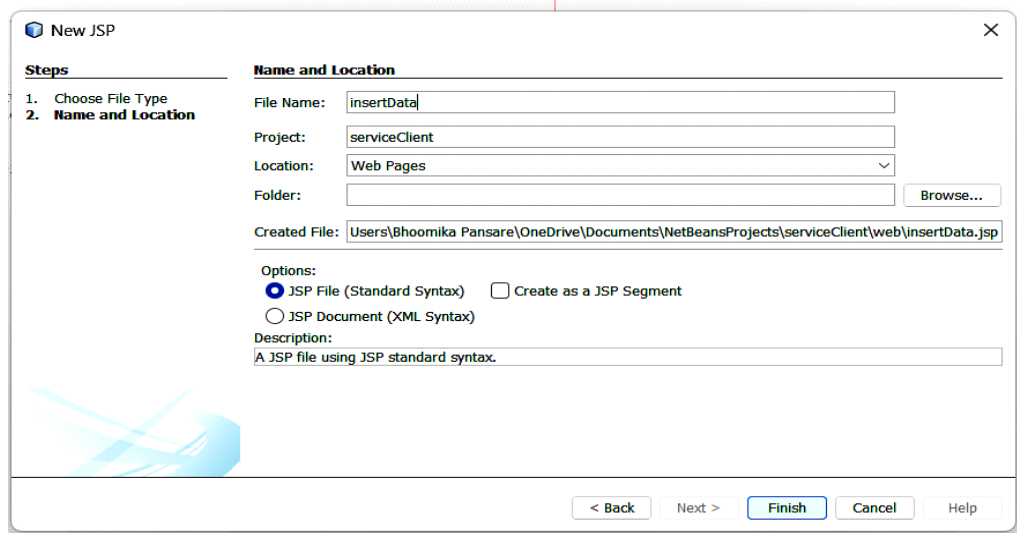 New JSP
Steps
1. Choose File Type
2. Name and Location
Name and Location
File Name: insertData
Project: serviceClient
Location: Web Pages
Folder: Browse...
Created File: Users\Bhoomika Pansare\OneDrive\Documents\NetBeansProjects\serviceClient\web\insertData.jsp
Options:
JSP File (Standard Syntax) Create as a JSP Segment
JSP Document (XML Syntax)
Description:
A JSP file using JSP standard syntax.
< Back Next > Finish Cancel Help